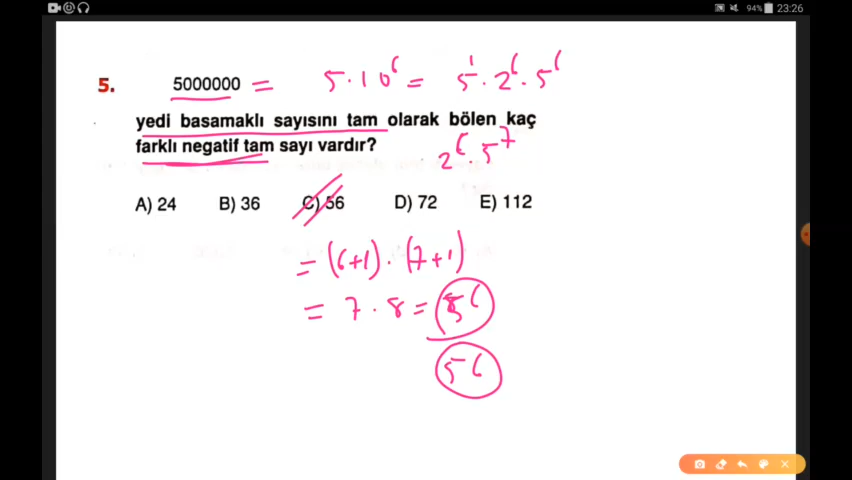 94% 23:26
5. 5000000 = 5·10⁶ = 5¹·2⁶·5⁶
yedi basamaklı sayısını tam olarak bölen kaç
farklı negatif tam sayı vardır?
2⁶·5⁷
A) 24 B) 36 C) 56 D) 72 E) 112
= (6+1)·(7+1)
= 7·8 = 56
56